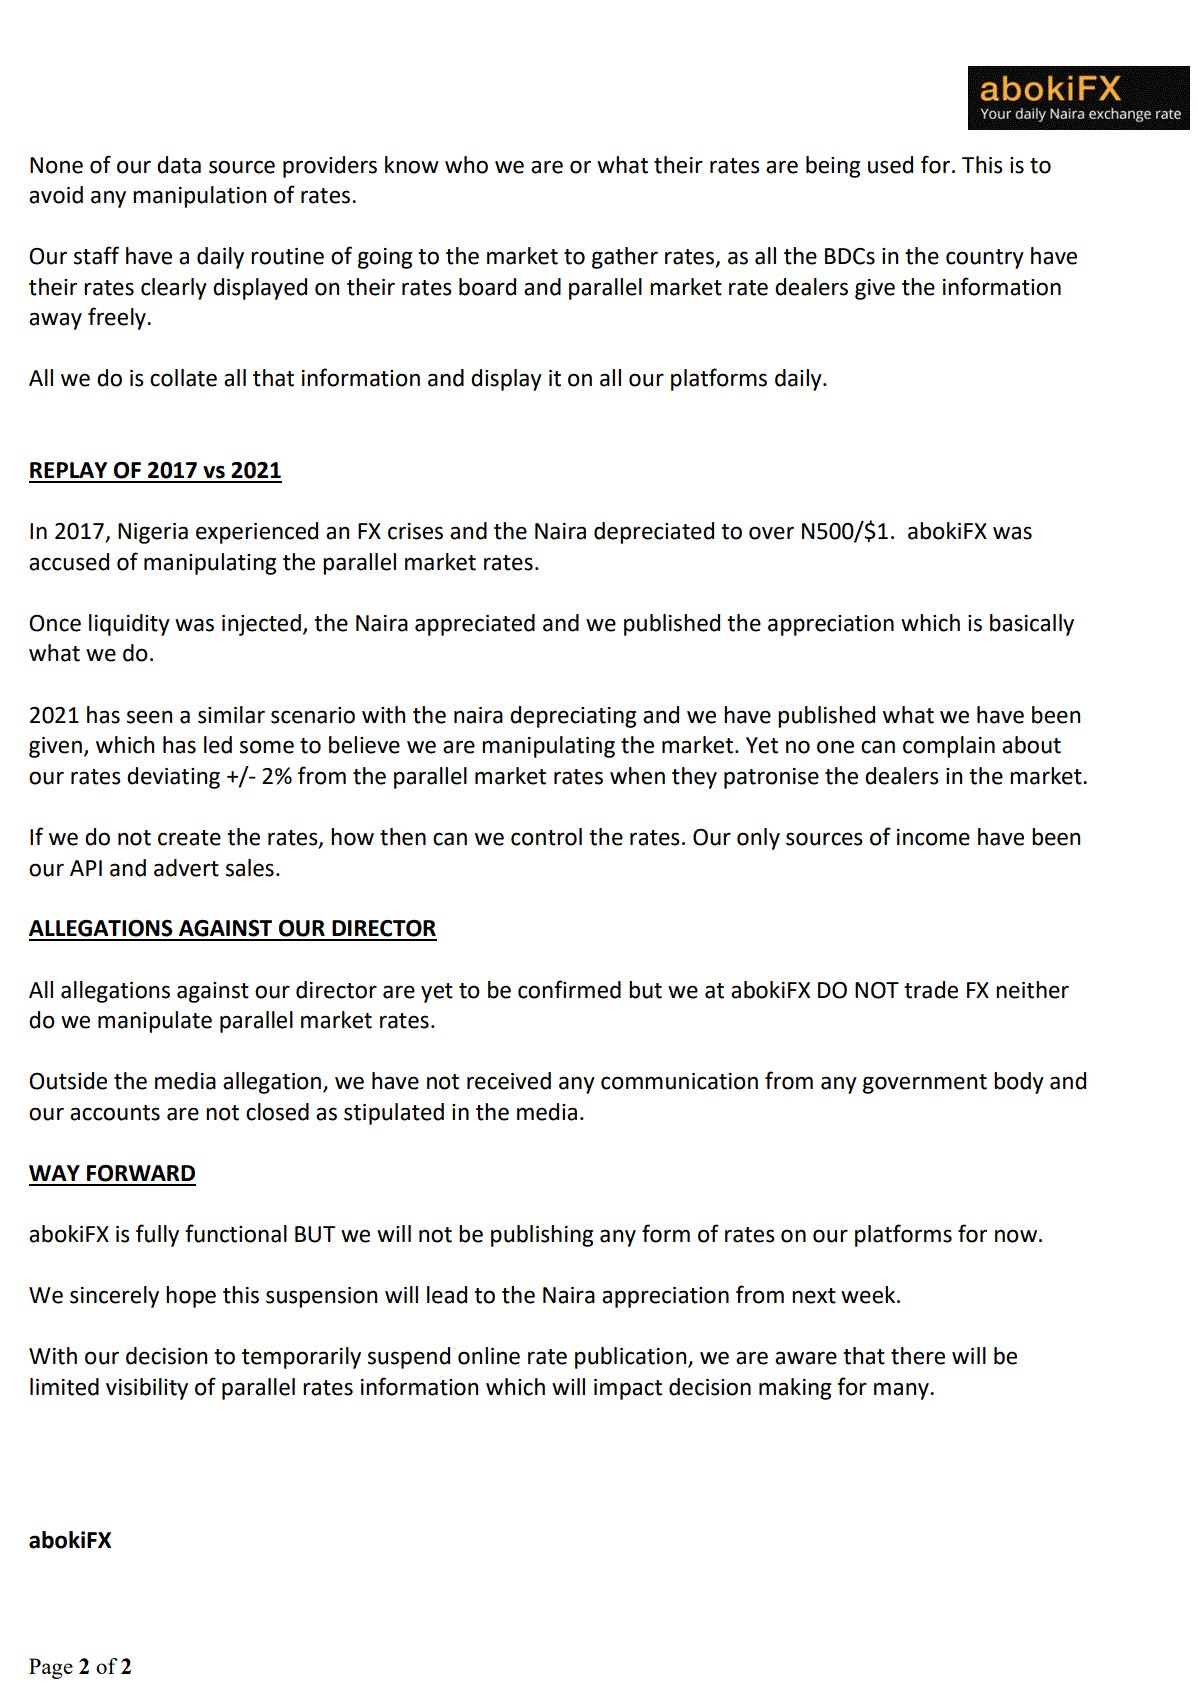 abokiFX
Your daily Naira exchange rate
None of our data source providers know who we are or what their rates are being used for. This is to
avoid any manipulation of rates.
Our staff have a daily routine of going to the market to gather rates, as all the BDCs in the country have
their rates clearly displayed on their rates board and parallel market rate dealers give the information
away freely.
All we do is collate all that information and display it on all our platforms daily.
REPLAY OF 2017 vs 2021
In 2017, Nigeria experienced an FX crises and the Naira depreciated to over N500/$1.  abokiFX was
accused of manipulating the parallel market rates.
Once liquidity was injected, the Naira appreciated and we published the appreciation which is basically
what we do.
2021 has seen a similar scenario with the naira depreciating and we have published what we have been
given, which has led some to believe we are manipulating the market. Yet no one can complain about
our rates deviating +/- 2% from the parallel market rates when they patronise the dealers in the market.
If we do not create the rates, how then can we control the rates. Our only sources of income have been
our API and advert sales.
ALLEGATIONS AGAINST OUR DIRECTOR
All allegations against our director are yet to be confirmed but we at abokiFX DO NOT trade FX neither
do we manipulate parallel market rates.
Outside the media allegation, we have not received any communication from any government body and
our accounts are not closed as stipulated in the media.
WAY FORWARD
abokiFX is fully functional BUT we will not be publishing any form of rates on our platforms for now.
We sincerely hope this suspension will lead to the Naira appreciation from next week.
With our decision to temporarily suspend online rate publication, we are aware that there will be
limited visibility of parallel rates information which will impact decision making for many.
abokiFX
Page 2 of 2